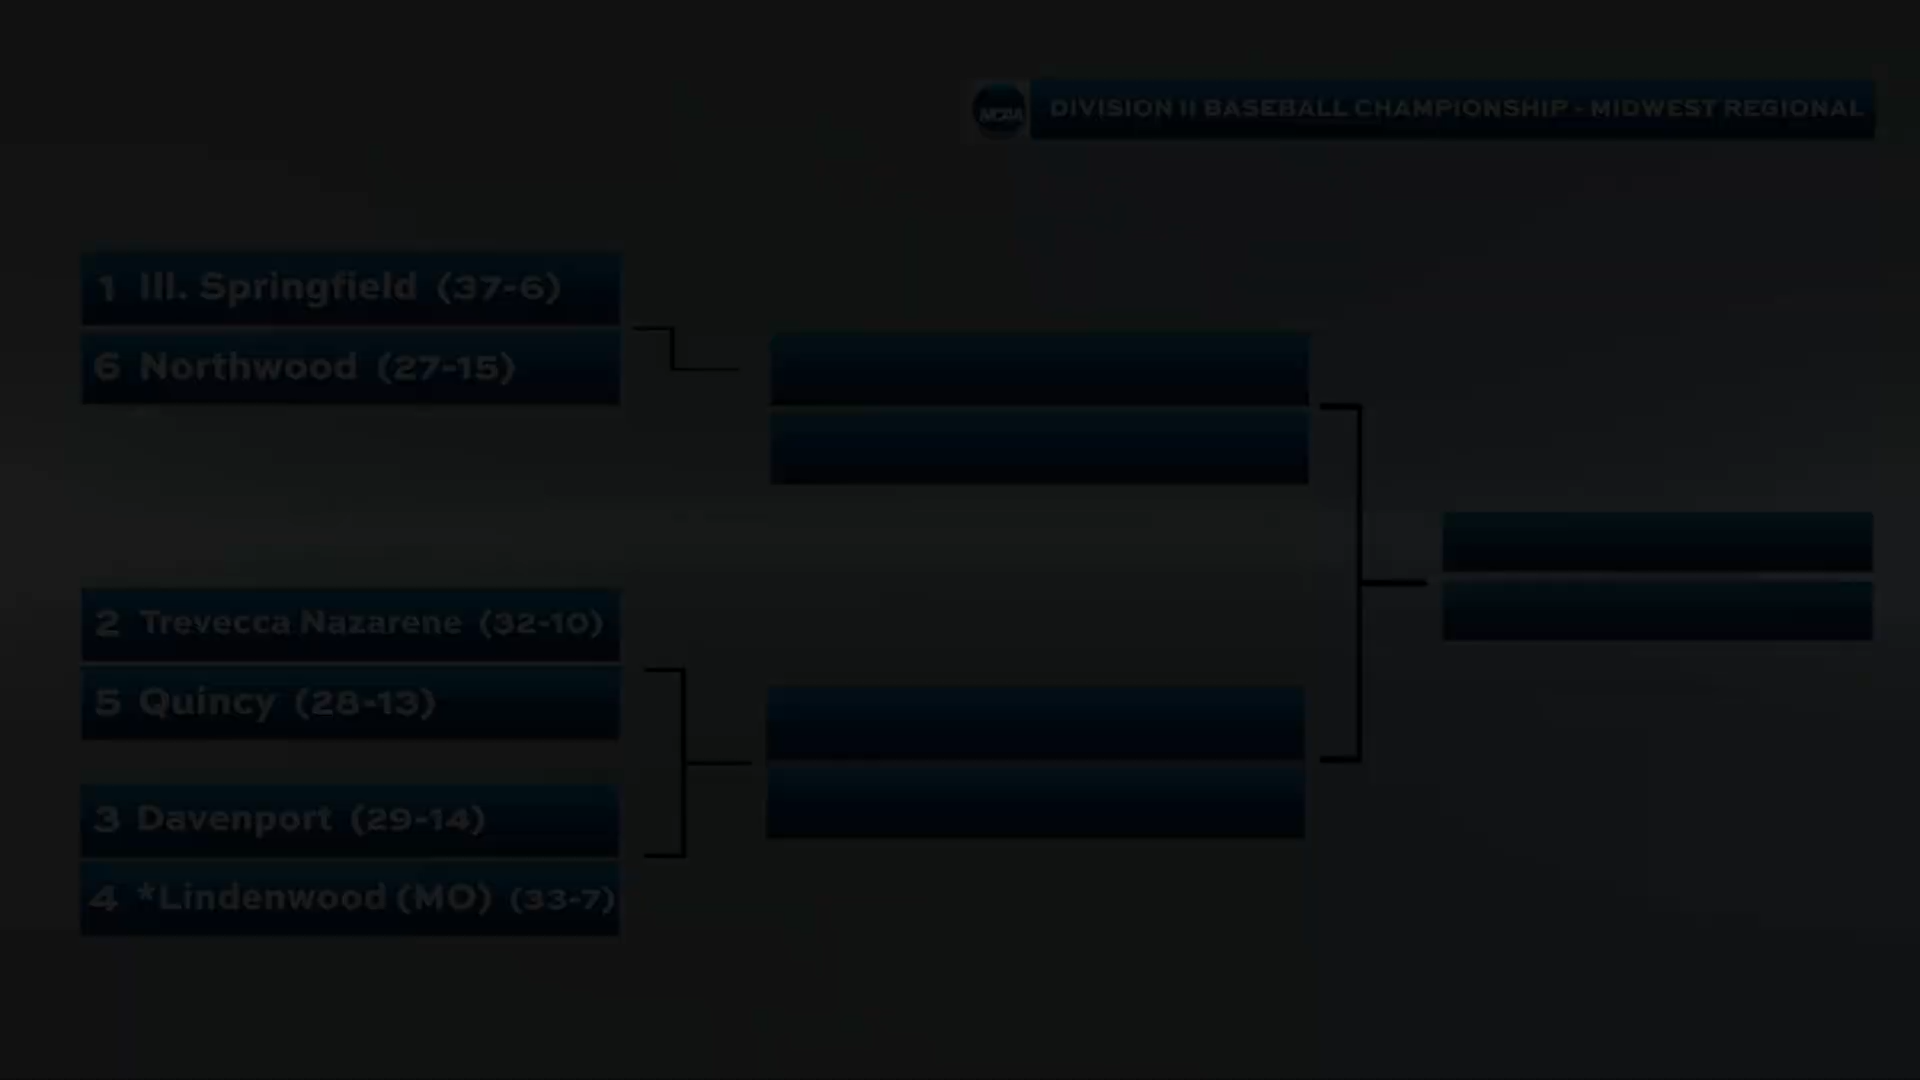 NCAA DIVISION II BASEBALL CHAMPIONSHIP - MIDWEST REGIONAL
1 Ill. Springfield (37-6)
6 Northwood (27-15)
2 Trevecca Nazarene (32-10)
5 Quincy (28-13)
3 Davenport (29-14)
4 *Lindenwood (MO) (33-7)